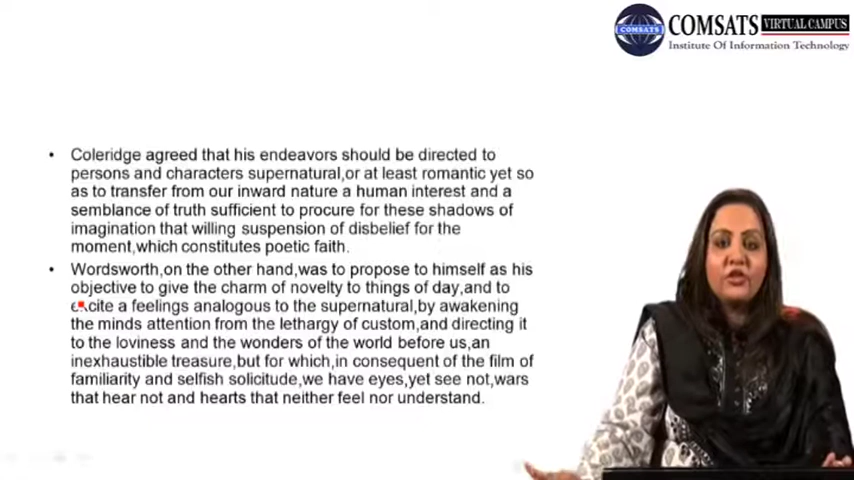 COMSATS
COMSATS VIRTUAL CAMPUS
Institute Of Information Technology
• Coleridge agreed that his endeavors should be directed to
persons and characters supernatural,or at least romantic yet so
as to transfer from our inward nature a human interest and a
semblance of truth sufficient to procure for these shadows of
imagination that willing suspension of disbelief for the
moment,which constitutes poetic faith.
• Wordsworth,on the other hand,was to propose to himself as his
objective to give the charm of novelty to things of day,and to
excite a feelings analogous to the supernatural,by awakening
the minds attention from the lethargy of custom,and directing it
to the loviness and the wonders of the world before us,an
inexhaustible treasure,but for which,in consequent of the film of
familiarity and selfish solicitude,we have eyes,yet see not,wars
that hear not and hearts that neither feel nor understand.